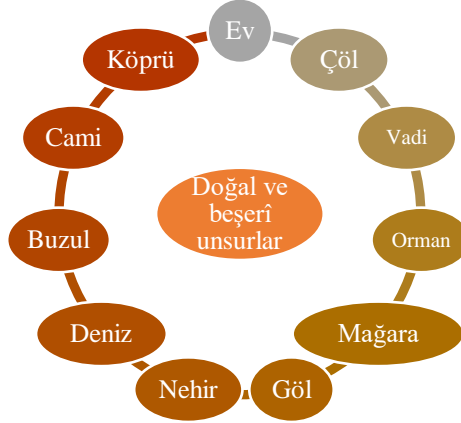 Ev
Çöl
Vadi
Orman
Mağara
Göl
Nehir
Deniz
Buzul
Cami
Köprü
Doğal ve
beşerî
unsurlar